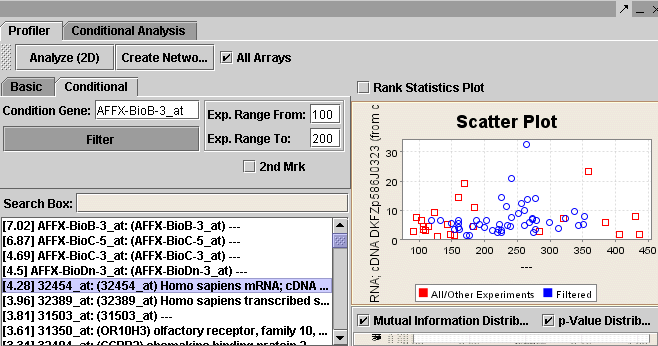 Profiler Conditional Analysis
Analyze (2D) Create Netwo... All Arrays
Basic Conditional
Condition Gene: AFFX-BioB-3_at
Filter
Exp. Range From: 100
Exp. Range To: 200
2nd Mrk
Search Box:
[7.02] AFFX-BioB-3_at: (AFFX-BioB-3_at) ---
[6.87] AFFX-BioC-5_at: (AFFX-BioC-5_at) ---
[4.69] AFFX-BioC-3_at: (AFFX-BioC-3_at) ---
[4.5] AFFX-BioDn-3_at: (AFFX-BioDn-3_at) ---
[4.28] 32454_at: (32454_at) Homo sapiens mRNA; cDNA ...
[3.96] 32389_at: (32389_at) Homo sapiens transcribed s...
[3.81] 31503_at: (31503_at) ---
[3.61] 31350_at: (OR10H3) olfactory receptor, family 10, ...
Rank Statistics Plot
Scatter Plot
RNA; cDNA DKFZp586J0323 (from c
30
20
10
0
100 150 200 250 300 350 400 450
---
All/Other Experiments Filtered
Mutual Information Distrib... p-Value Distrib...